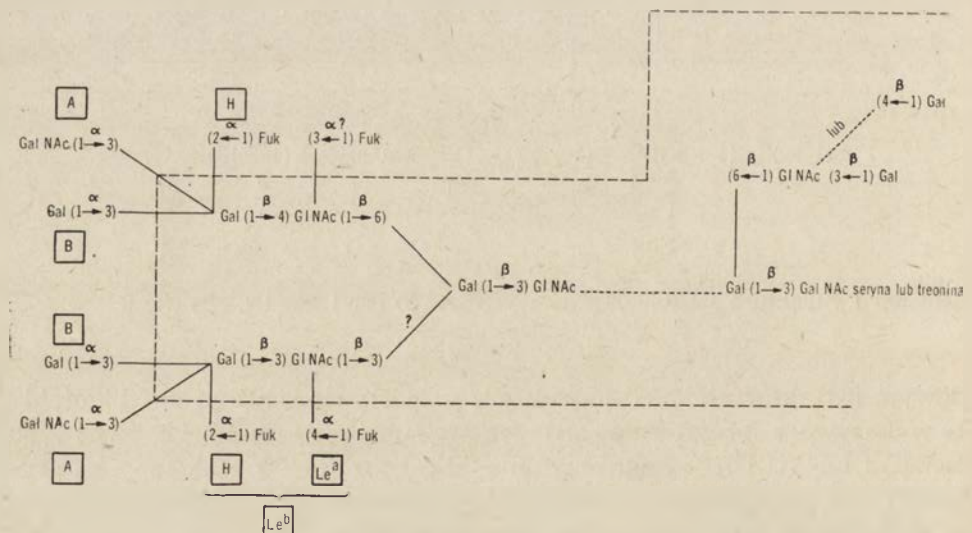 β
(4←1) Gal
A
H
α
α ?
lub
Gal NAc (1→3)
α
(2←1) Fuk
(3←1) Fuk
β
β
(6←1) Gl NAc (3←1) Gal
α
Gal (1→3)
β
β
Gal (1→4) Gl NAc (1→6)
B
β
β
Gal (1→3) Gl NAc
Gal (1→3) Gal NAc seryna lub treonina
B
?
α
Gal (1→3)
β
β
Gal (1→3) Gl NAc (1→3)
α
Gal NAc (1→3)
α
α
(2←1) Fuk
(4←1) Fuk
A
H
Leᵃ
Leᵇ